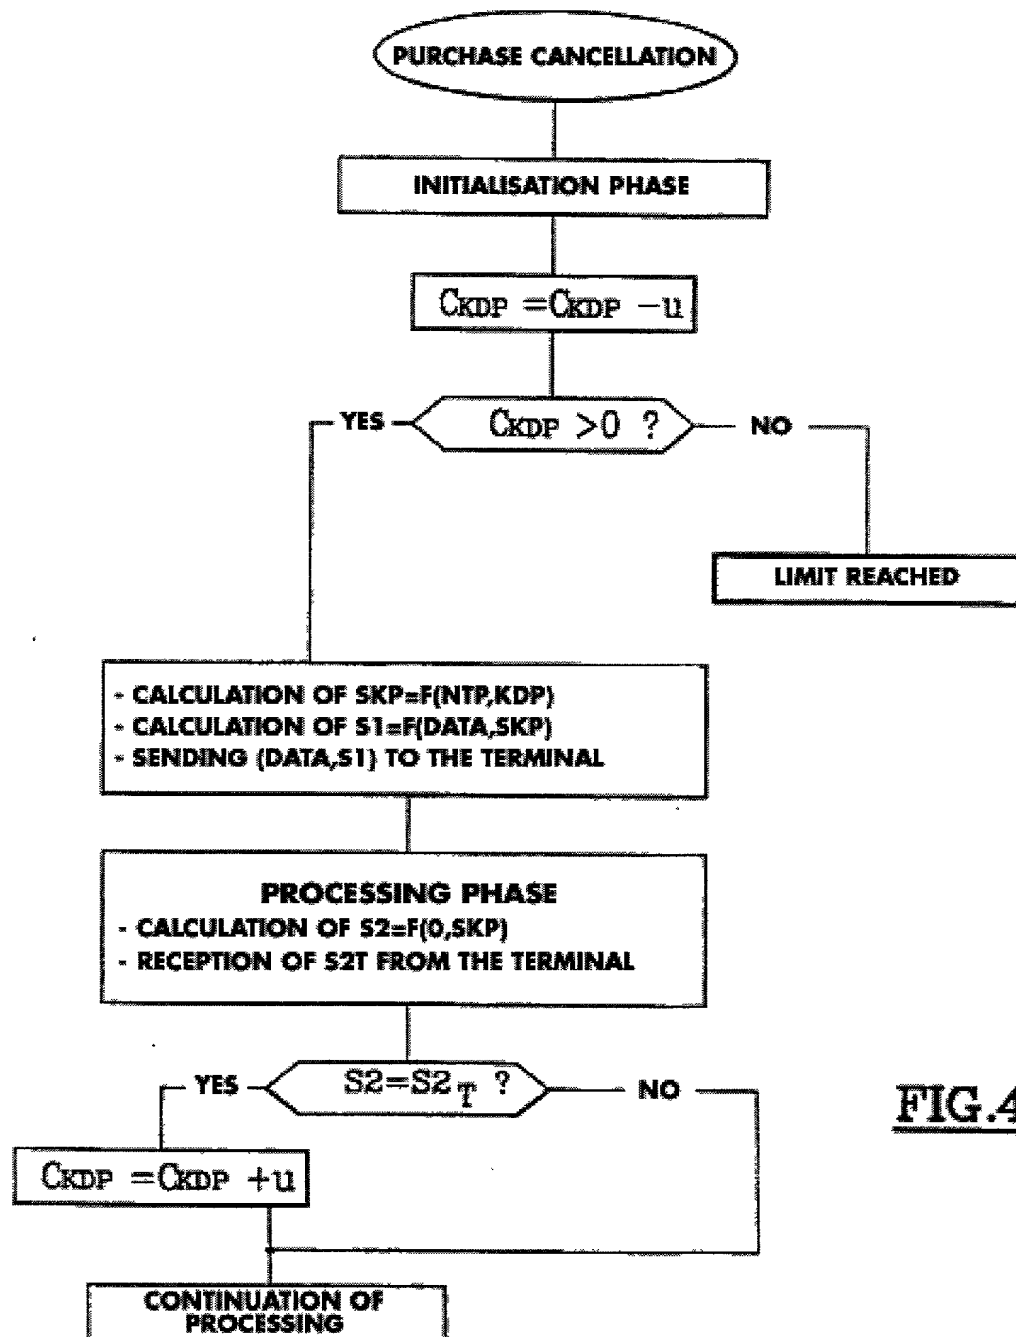 PURCHASE CANCELLATION
INITIALISATION PHASE
CKDP =CKDP -u
YES
CKDP >0 ?
NO
LIMIT REACHED
- CALCULATION OF SKP=F(NTP,KDP)
- CALCULATION OF S1=F(DATA,SKP)
- SENDING (DATA,S1) TO THE TERMINAL
PROCESSING PHASE
- CALCULATION OF S2=F(0,SKP)
- RECEPTION OF S2T FROM THE TERMINAL
YES
S2=S2T ?
NO
FIG.4
CKDP =CKDP +u
CONTINUATION OF
PROCESSING